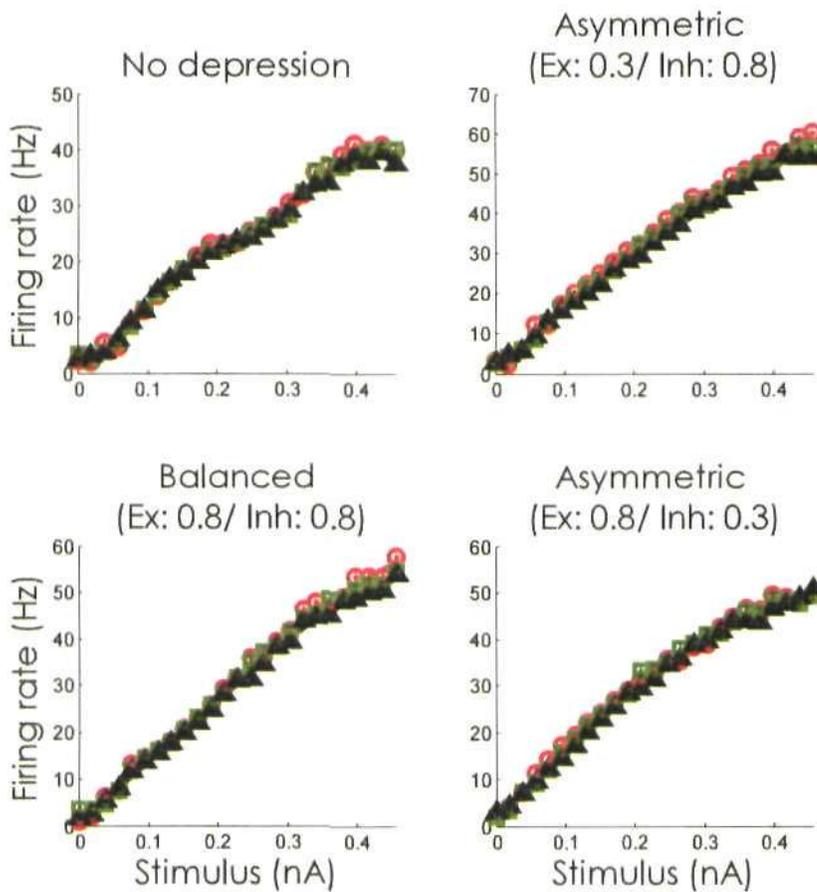 No depression
50
40
30
20
10
0
0 0.1 0.2 0.3 0.4
Firing rate (Hz)
Asymmetric
(Ex: 0.3/ Inh: 0.8)
70
60
50
40
30
20
10
0
0 0.1 0.2 0.3 0.4
Balanced
(Ex: 0.8/ Inh: 0.8)
60
50
40
30
20
10
0
0 0.1 0.2 0.3 0.4
Firing rate (Hz)
Stimulus (nA)
Asymmetric
(Ex: 0.8/ Inh: 0.3)
60
50
40
30
20
10
0
0 0.1 0.2 0.3 0.4
Stimulus (nA)